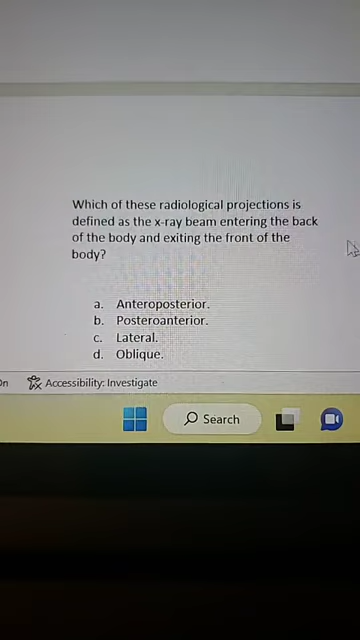 Which of these radiological projections is
defined as the x-ray beam entering the back
of the body and exiting the front of the
body?
a. Anteroposterior.
b. Posteroanterior.
c. Lateral.
d. Oblique.
On Accessibility: Investigate
Search